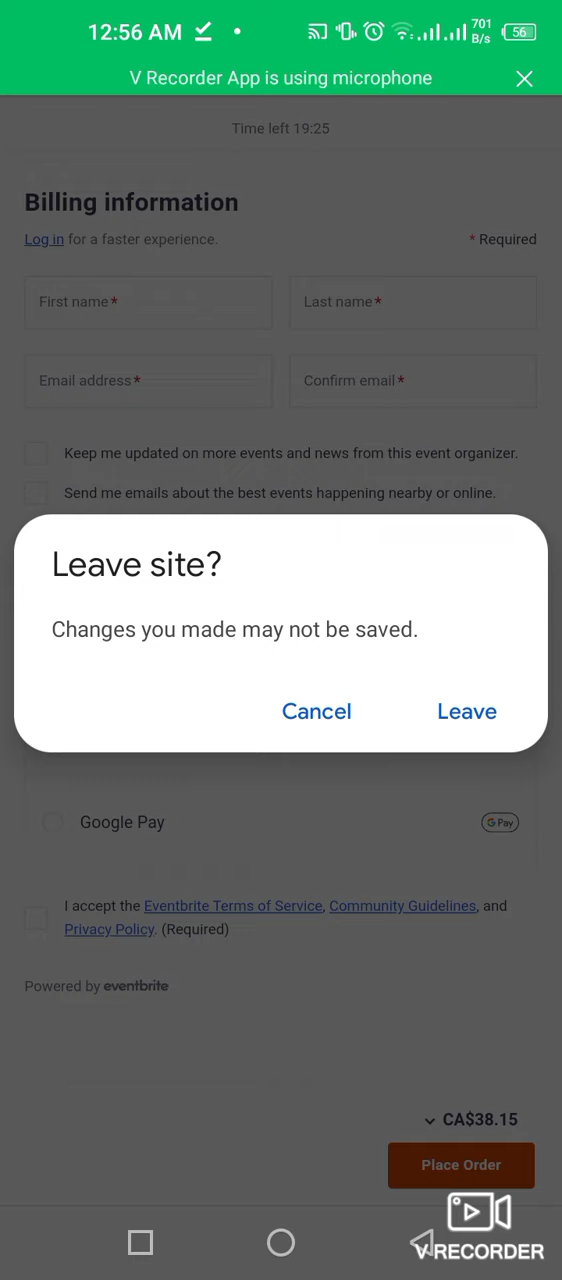 12:56 AM
701
B/s
56
V Recorder App is using microphone
Time left 19:25
Billing information
Log in for a faster experience.
* Required
First name*
Last name*
Email address*
Confirm email*
Keep me updated on more events and news from this event organizer.
Send me emails about the best events happening nearby or online.
Leave site?
Changes you made may not be saved.
Cancel
Leave
Google Pay
G Pay
I accept the Eventbrite Terms of Service, Community Guidelines, and
Privacy Policy. (Required)
Powered by eventbrite
CA$38.15
Place Order
V RECORDER